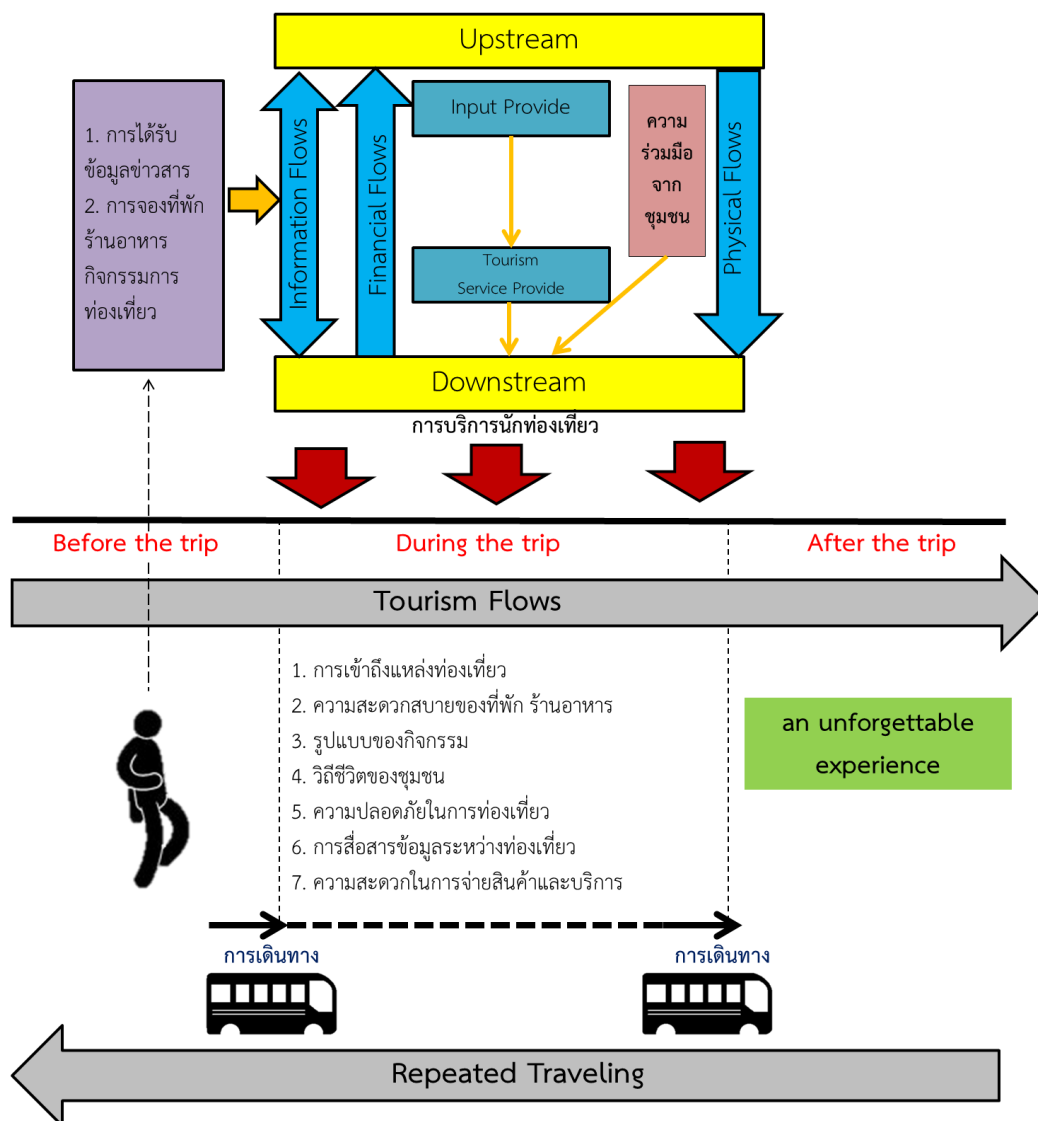 Upstream
1. การได้รับ
ข้อมูลข่าวสาร
2. การจองที่พัก
ร้านอาหาร
กิจกรรมการ
ท่องเที่ยว
Information Flows
Financial Flows
Input Provide
Tourism
Service Provide
ความ
ร่วมมือ
จาก
ชุมชน
Physical Flows
Downstream
การบริการนักท่องเที่ยว
Before the trip
During the trip
After the trip
Tourism Flows
1. การเข้าถึงแหล่งท่องเที่ยว
2. ความสะดวกสบายของที่พัก ร้านอาหาร
3. รูปแบบของกิจกรรม
4. วิถีชีวิตของชุมชน
5. ความปลอดภัยในการท่องเที่ยว
6. การสื่อสารข้อมูลระหว่างท่องเที่ยว
7. ความสะดวกในการจ่ายสินค้าและบริการ
an unforgettable
experience
การเดินทาง
การเดินทาง
Repeated Traveling